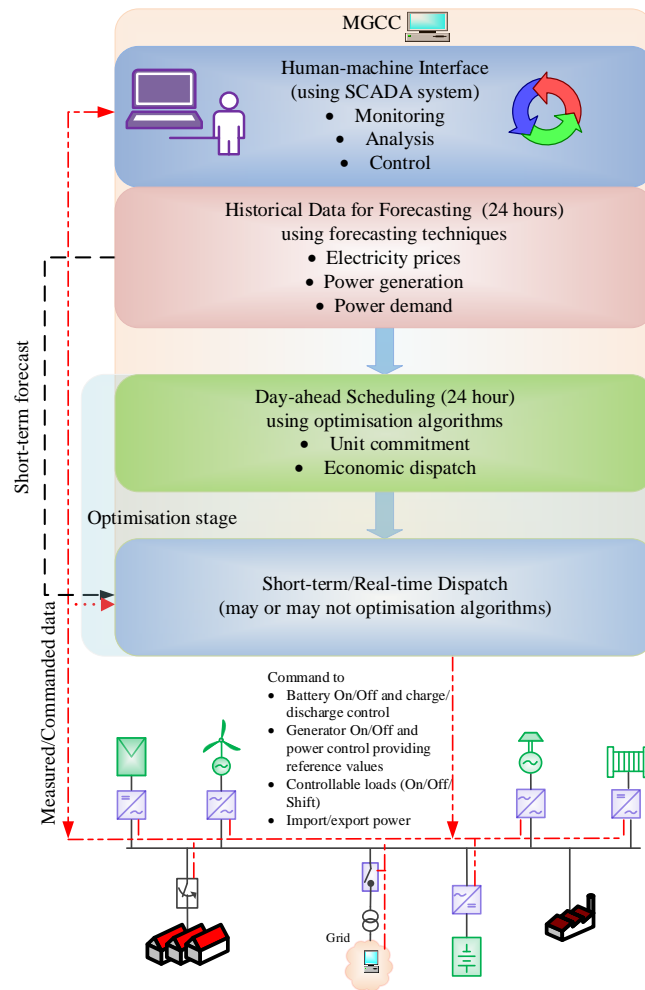 MGCC
Human-machine Interface
(using SCADA system)
• Monitoring
• Analysis
• Control
Historical Data for Forecasting (24 hours)
using forecasting techniques
• Electricity prices
• Power generation
• Power demand
Short-term forecast
Day-ahead Scheduling (24 hour)
using optimisation algorithms
• Unit commitment
• Economic dispatch
Optimisation stage
Short-term/Real-time Dispatch
(may or may not optimisation algorithms)
Measured/Commanded data
Command to
• Battery On/Off and charge/
discharge control
• Generator On/Off and
power control providing
reference values
• Controllable loads (On/Off/
Shift)
• Import/export power
Grid